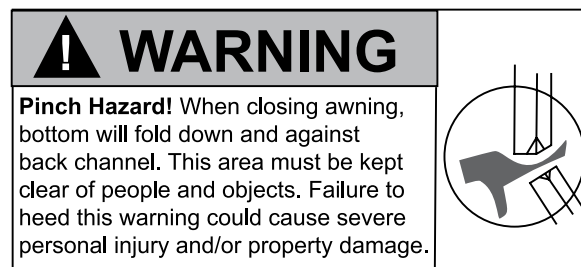 WARNING
Pinch Hazard! When closing awning,
bottom will fold down and against
back channel. This area must be kept
clear of people and objects. Failure to
heed this warning could cause severe
personal injury and/or property damage.